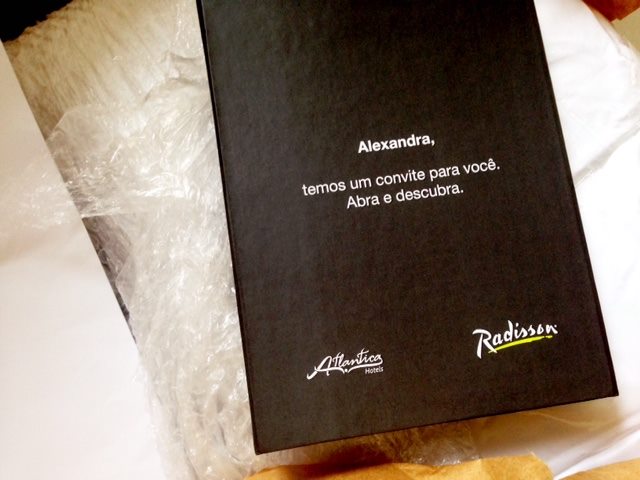 Alexandra,
temos um convite para você.
Abra e descubra.
Atlantica
Hotels
Radisson